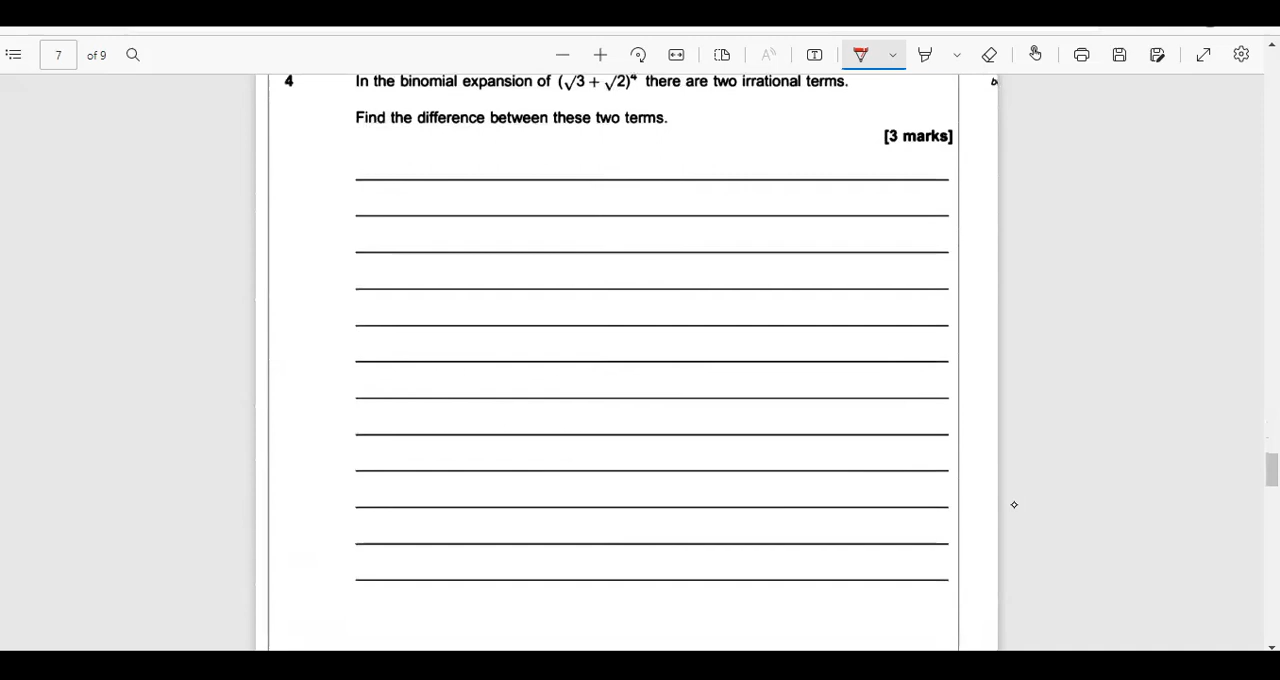 7 of 9
4 In the binomial expansion of (√3 + √2)⁴ there are two irrational terms.
Find the difference between these two terms.
[3 marks]